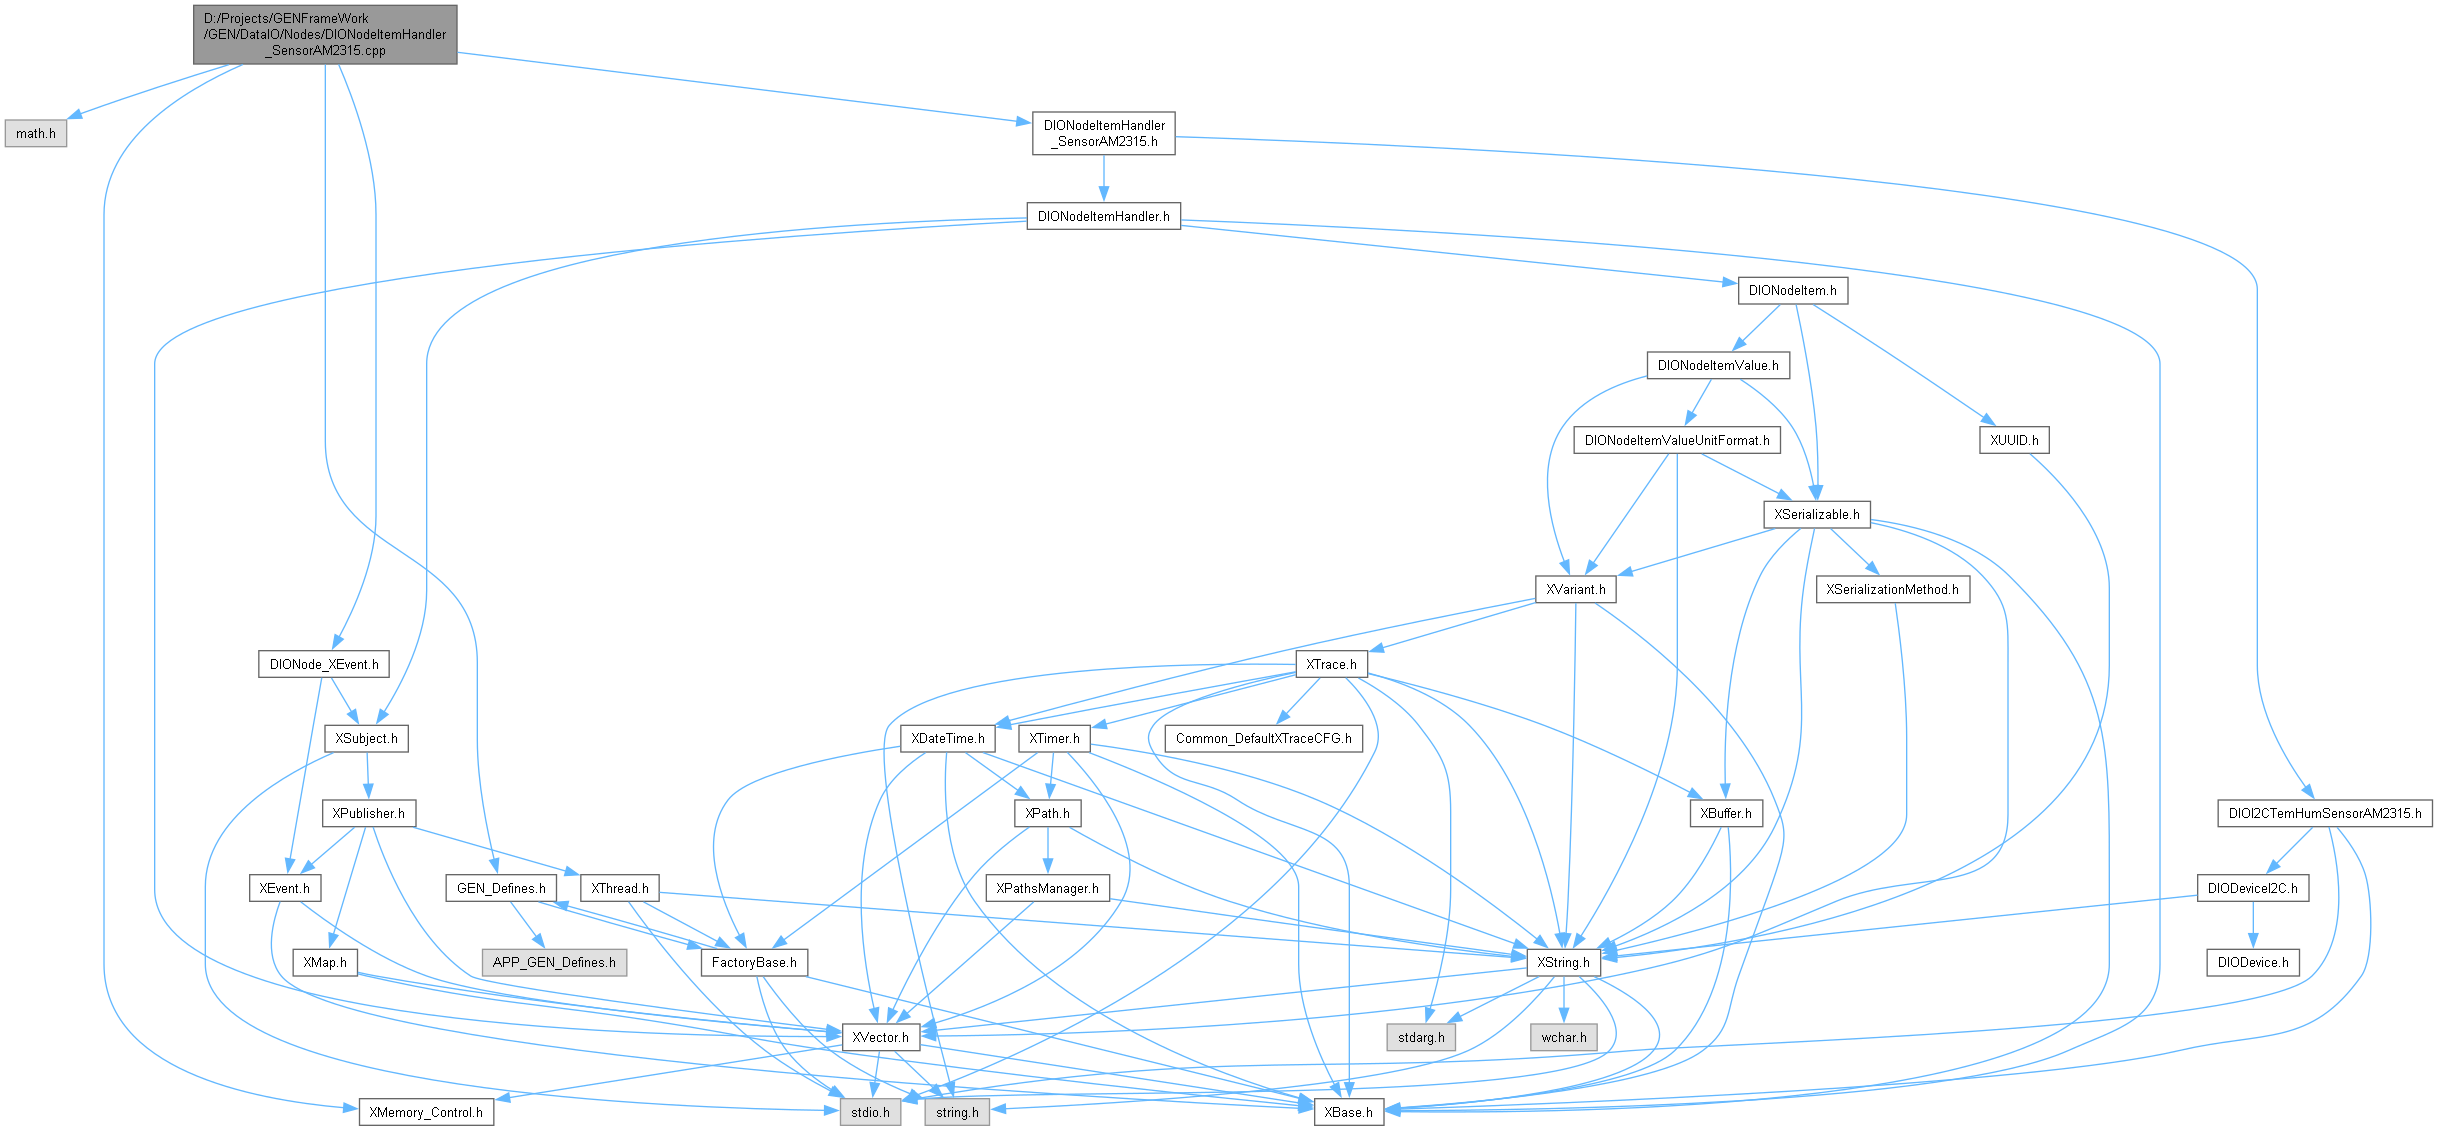 D:/Projects/GENFrameWork
/GEN/DataIO/Nodes/DIONodeItemHandler
_SensorAM2315.cpp
math.h
DIONodeItemHandler
_SensorAM2315.h
DIONodeItemHandler.h
DIONodeItem.h
DIONodeItemValue.h
DIONodeItemValueUnitFormat.h
XUUID.h
XSerializable.h
XVariant.h
XSerializationMethod.h
DIONode_XEvent.h
XTrace.h
XSubject.h
XDateTime.h
XTimer.h
Common_DefaultXTraceCFG.h
XPublisher.h
XPath.h
XBuffer.h
DIOI2CTemHumSensorAM2315.h
XEvent.h
GEN_Defines.h
XThread.h
XPathsManager.h
DIODeviceI2C.h
XMap.h
APP_GEN_Defines.h
FactoryBase.h
XString.h
DIODevice.h
XVector.h
stdarg.h
wchar.h
XMemory_Control.h
stdio.h
string.h
XBase.h